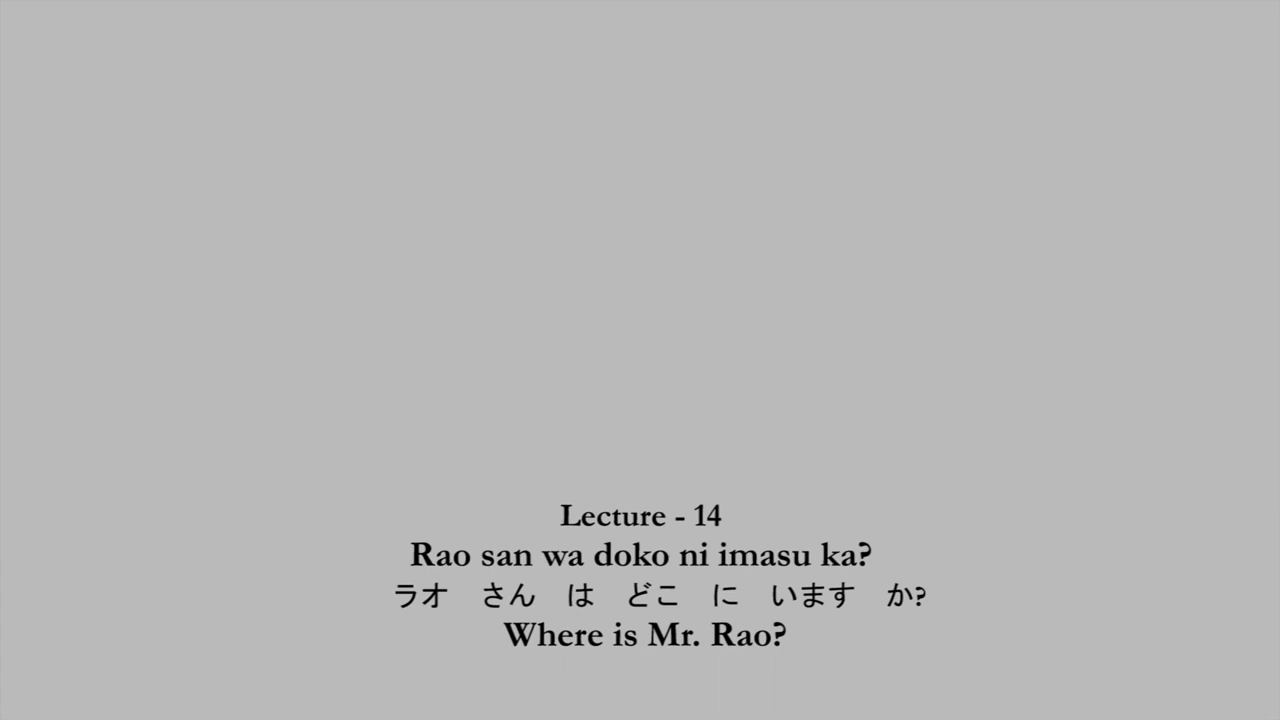 Lecture - 14
Rao san wa doko ni imasu ka?
ラオ　さん　は　どこ　に　います　か?
Where is Mr. Rao?